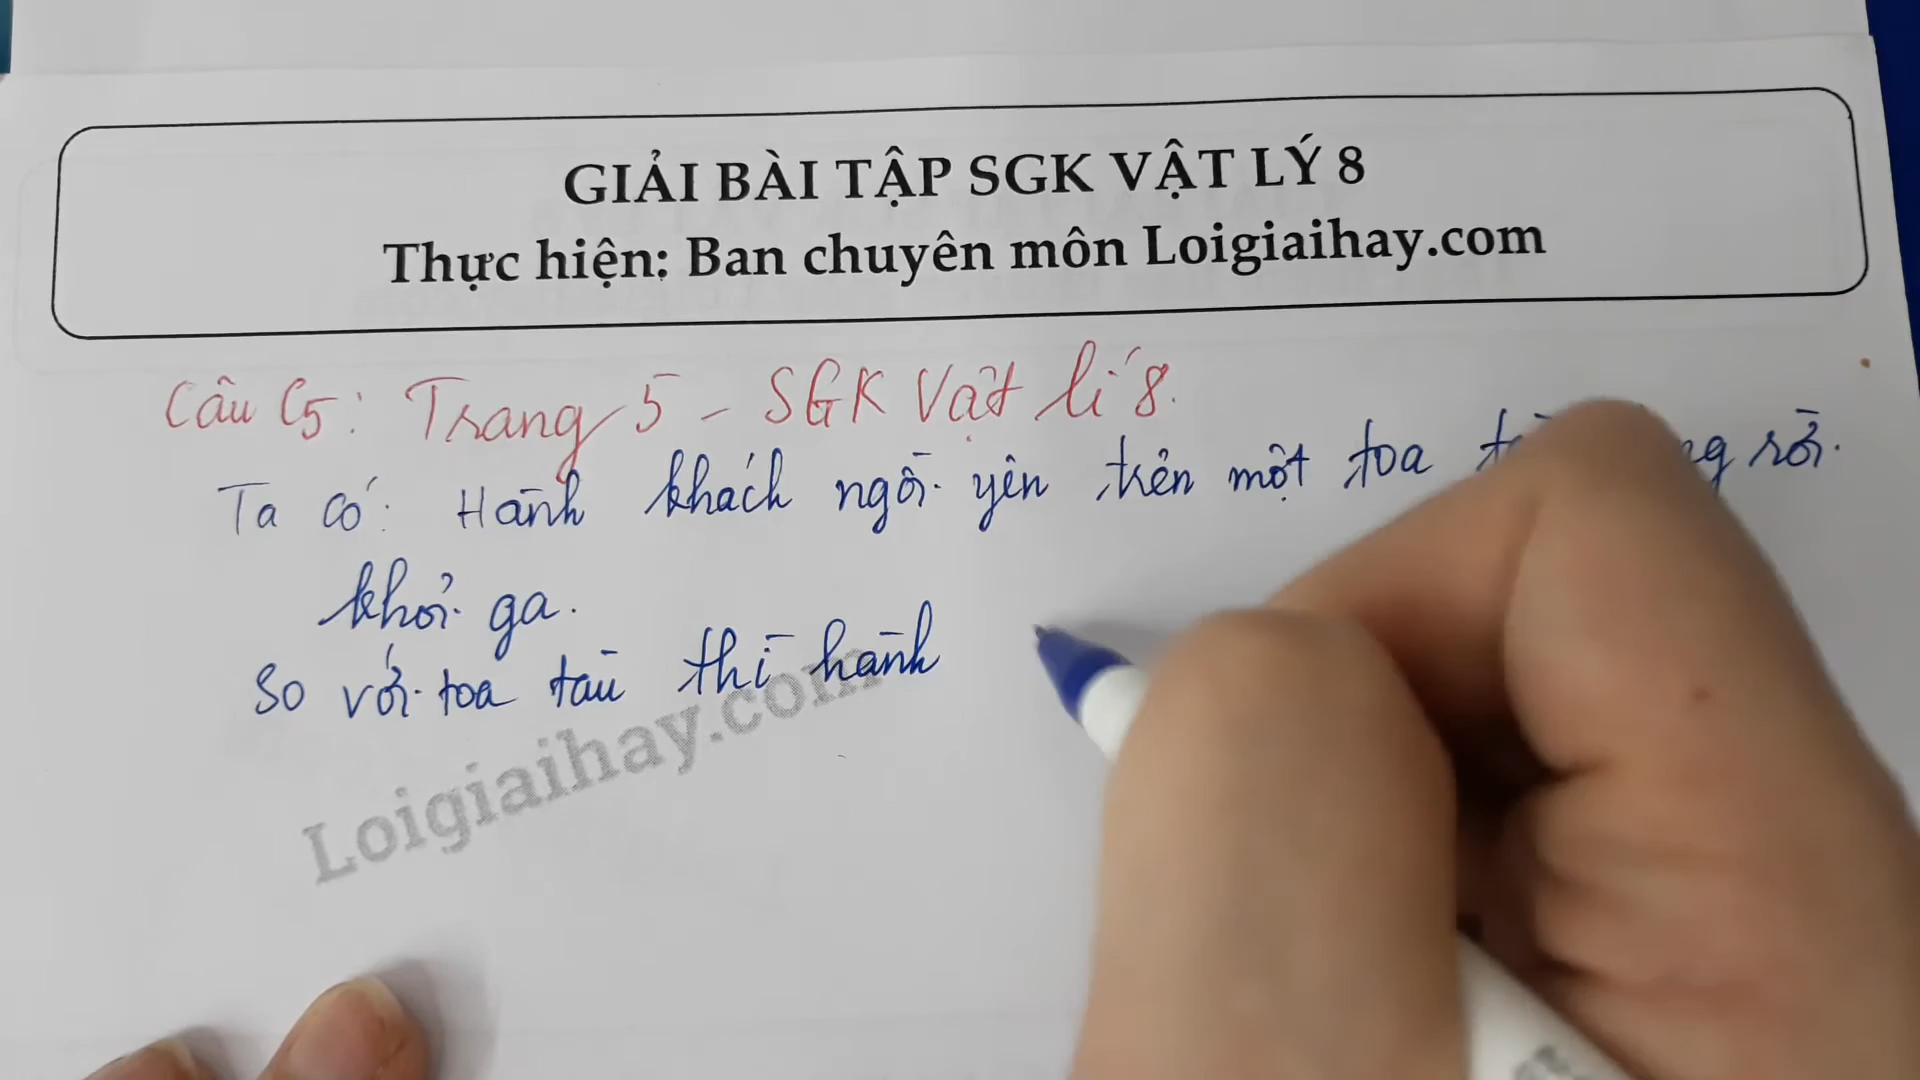 GIẢI BÀI TẬP SGK VẬT LÝ 8
Thực hiện: Ban chuyên môn Loigiaihay.com
Câu C5: Trang 5 - SGK Vật lí 8.
Ta có: Hành khách ngồi yên trên một toa rời
khỏi ga.
So với toa tàu thì hành
Loigiaihay.com